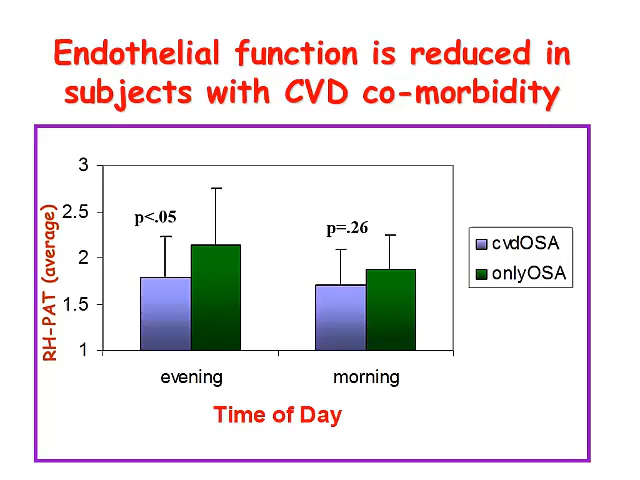 Endothelial function is reduced in
subjects with CVD co-morbidity
RH-PAT (average)
3
2.5
2
1.5
1
p<.05
p=.26
evening
morning
Time of Day
cvdOSA
onlyOSA